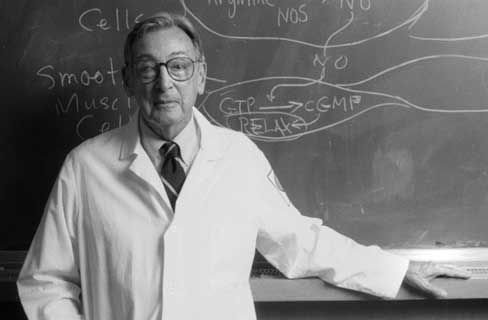 Cells
Arginine
NOS
NO
NO
Smooth
Muscle
Cells
GTP cGMP
RELAX